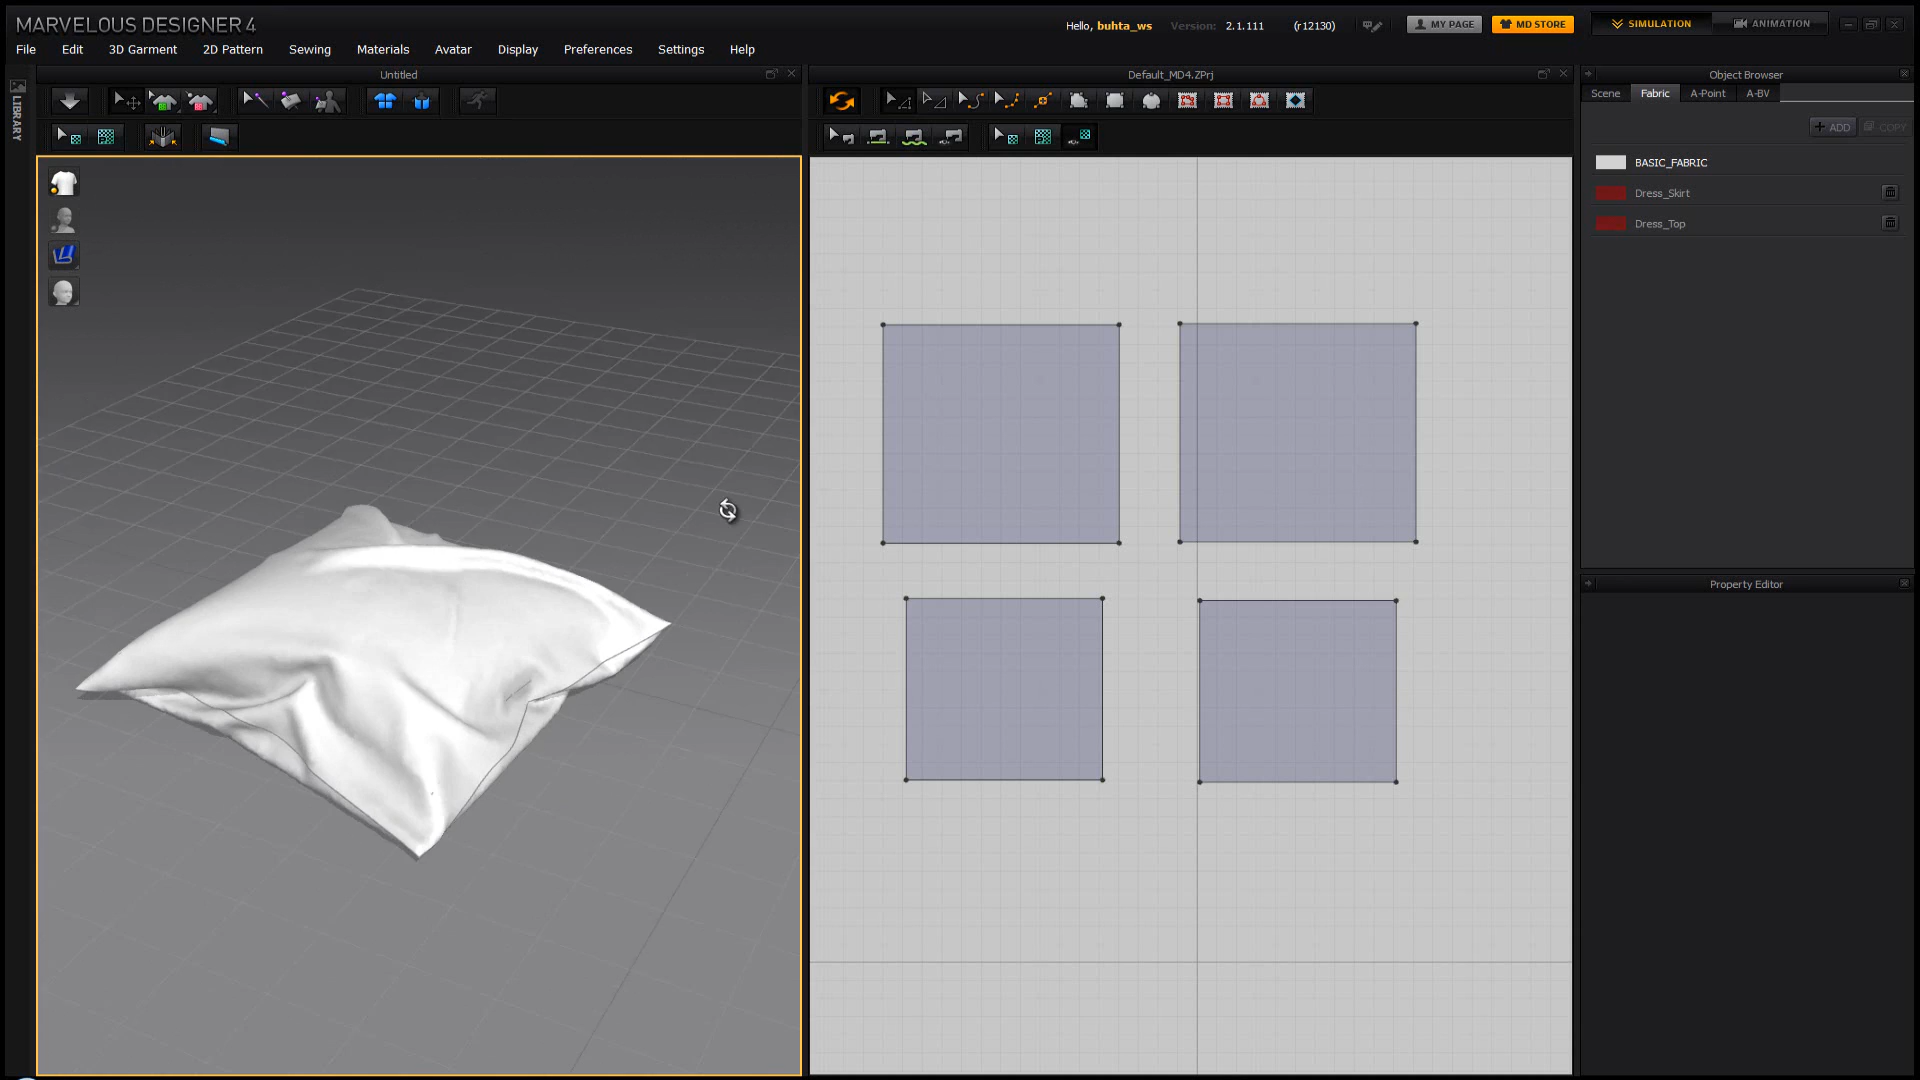 MARVELOUS DESIGNER 4
Hello, buhta_ws Version: 2.1.111 (r12130) MY PAGE MD STORE SIMULATION ANIMATION
File Edit 3D Garment 2D Pattern Sewing Materials Avatar Display Preferences Settings Help
Untitled Default_MD4.ZPrj Object Browser
LIBRARY
Scene Fabric A-Point A-BV
+ ADD COPY
BASIC_FABRIC
Dress_Skirt
Dress_Top
Property Editor